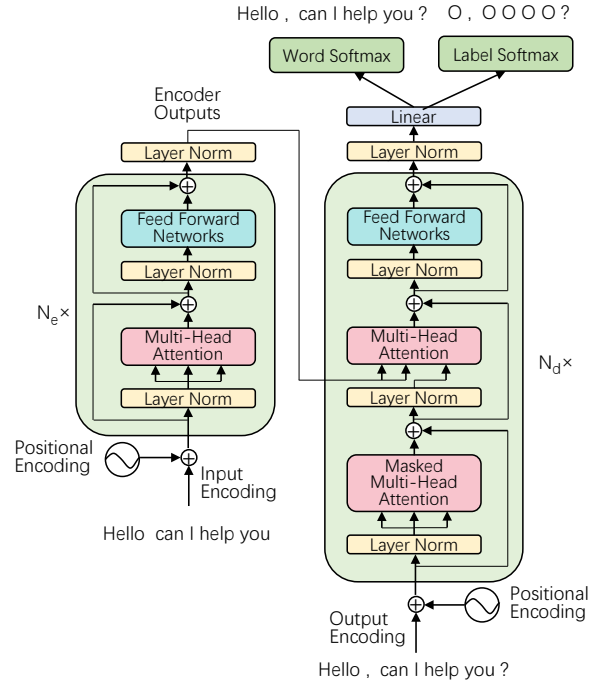 Hello , can I help you ? O , O O O O ?
Word Softmax
Label Softmax
Linear
Layer Norm
Encoder
Outputs
Layer Norm
Feed Forward
Networks
Layer Norm
N_e×
Multi-Head
Attention
Layer Norm
Positional
Encoding
Input
Encoding
Hello can I help you
Feed Forward
Networks
Layer Norm
Multi-Head
Attention
N_d×
Layer Norm
Masked
Multi-Head
Attention
Layer Norm
Output
Encoding
Positional
Encoding
Hello , can I help you ?